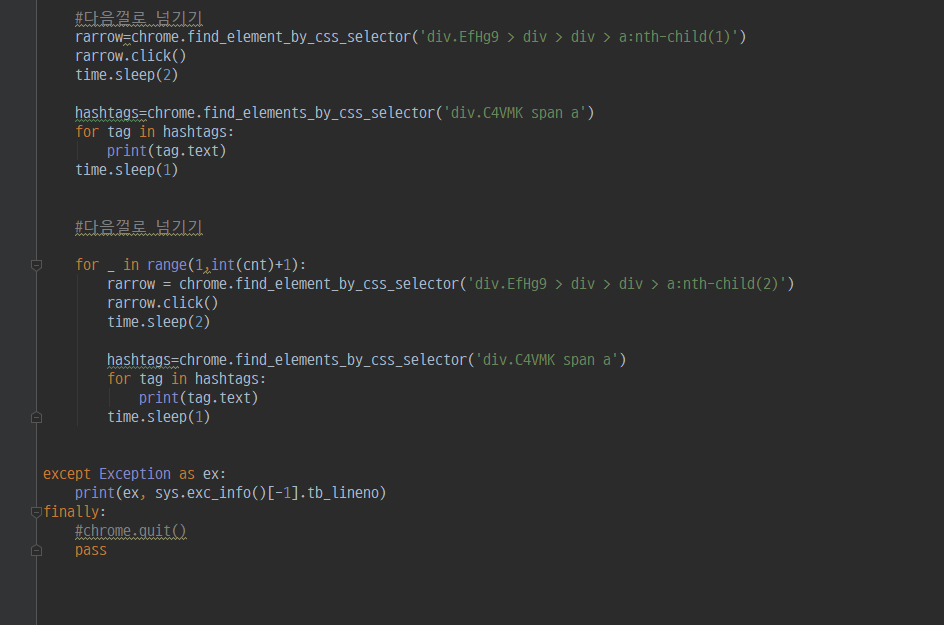 #다음껄로 넘기기
rarrow=chrome.find_element_by_css_selector('div.EfHg9 > div > div > a:nth-child(1)')
rarrow.click()
time.sleep(2)
hashtags=chrome.find_elements_by_css_selector('div.C4VMK span a')
for tag in hashtags:
print(tag.text)
time.sleep(1)
#다음껄로 넘기기
for _ in range(1,int(cnt)+1):
rarrow = chrome.find_element_by_css_selector('div.EfHg9 > div > div > a:nth-child(2)')
rarrow.click()
time.sleep(2)
hashtags=chrome.find_elements_by_css_selector('div.C4VMK span a')
for tag in hashtags:
print(tag.text)
time.sleep(1)
except Exception as ex:
print(ex, sys.exc_info()[-1].tb_lineno)
finally:
#chrome.quit()
pass